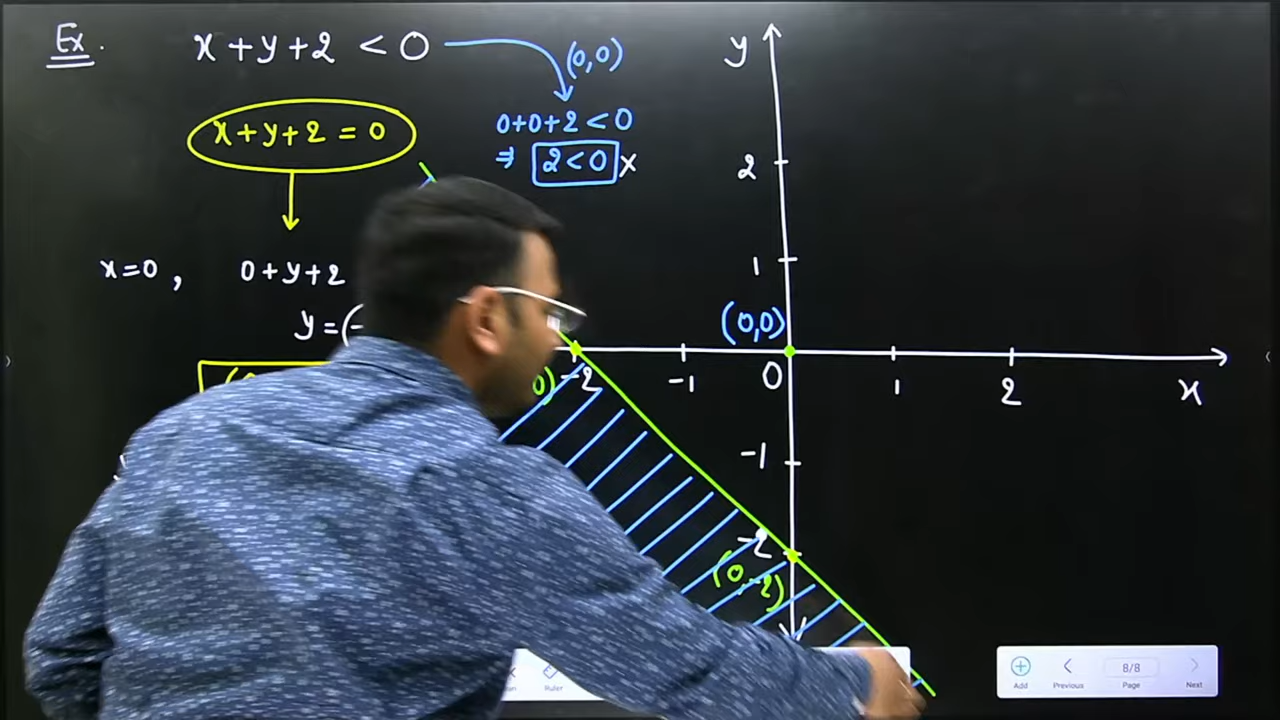 Ex.
x + y + 2 < 0
(0,0)
x + y + 2 = 0
0+0+2 < 0
⇒ 2 < 0 x
x=0 , 0 + y + 2
y = (-
y
2
1
(0,0)
0) -2 -1 0 1 2 x
-1
-2
(0,-2)
Ruler
Add Previous 8/8 Page Next